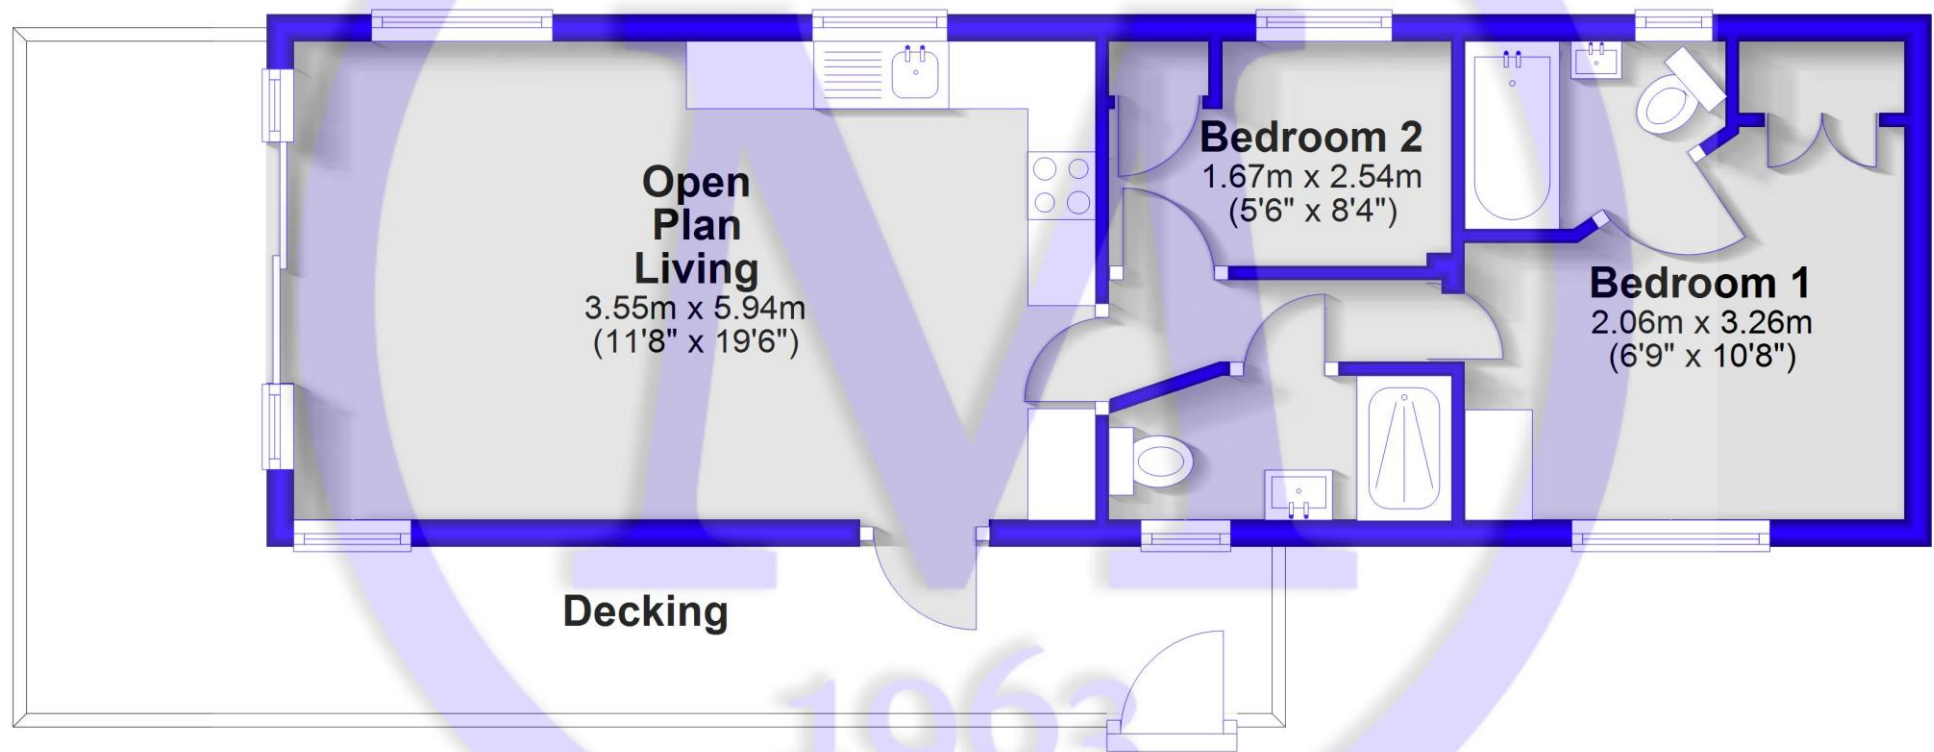 Open
Plan
Living
3.55m x 5.94m
(11'8" x 19'6")
Bedroom 2
1.67m x 2.54m
(5'6" x 8'4")
Bedroom 1
2.06m x 3.26m
(6'9" x 10'8")
Decking
M
1963